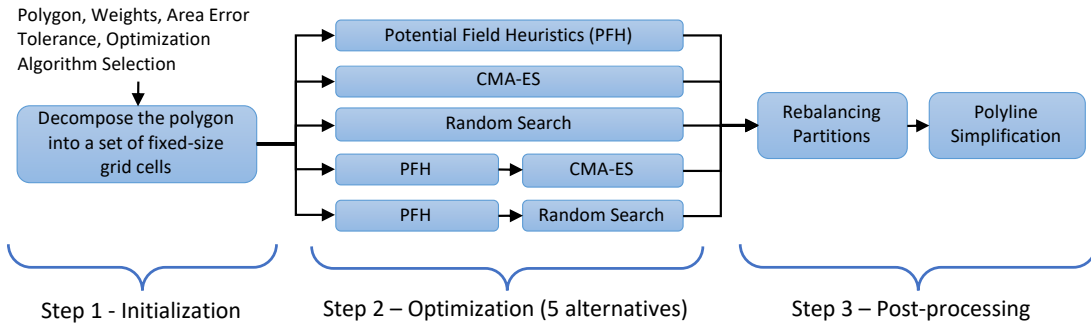 Polygon, Weights, Area Error
Tolerance, Optimization
Algorithm Selection
Decompose the polygon
into a set of fixed-size
grid cells
Potential Field Heuristics (PFH)
CMA-ES
Random Search
PFH
CMA-ES
PFH
Random Search
Rebalancing
Partitions
Polyline
Simplification
Step 1 - Initialization
Step 2 – Optimization (5 alternatives)
Step 3 – Post-processing